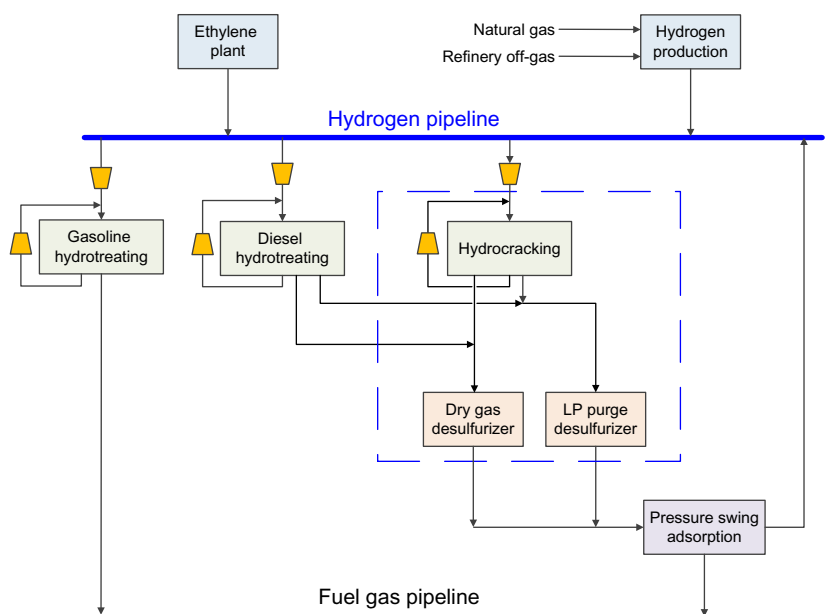 Ethylene
plant
Natural gas
Refinery off-gas
Hydrogen
production
Hydrogen pipeline
Gasoline
hydrotreating
Diesel
hydrotreating
Hydrocracking
Dry gas
desulfurizer
LP purge
desulfurizer
Pressure swing
adsorption
Fuel gas pipeline